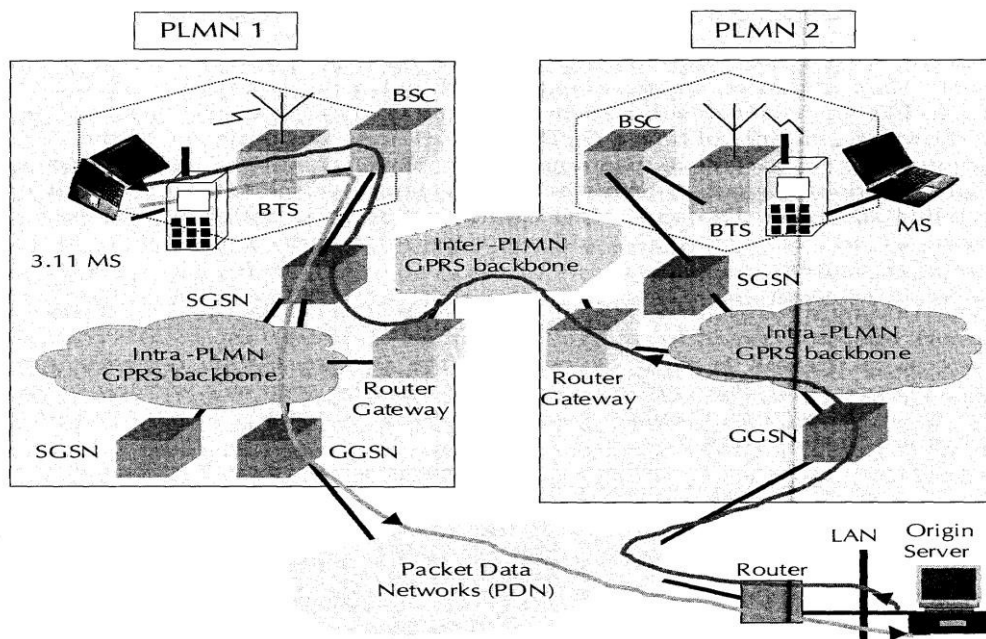 PLMN 1
PLMN 2
BSC
BSC
BTS
BTS
MS
3.11 MS
Inter -PLMN
GPRS backbone
SGSN
SGSN
Intra -PLMN
GPRS backbone
Intra -PLMN
GPRS backbone
Router
Gateway
Router
Gateway
SGSN
GGSN
GGSN
LAN
Origin
Server
Router
Packet Data
Networks (PDN)